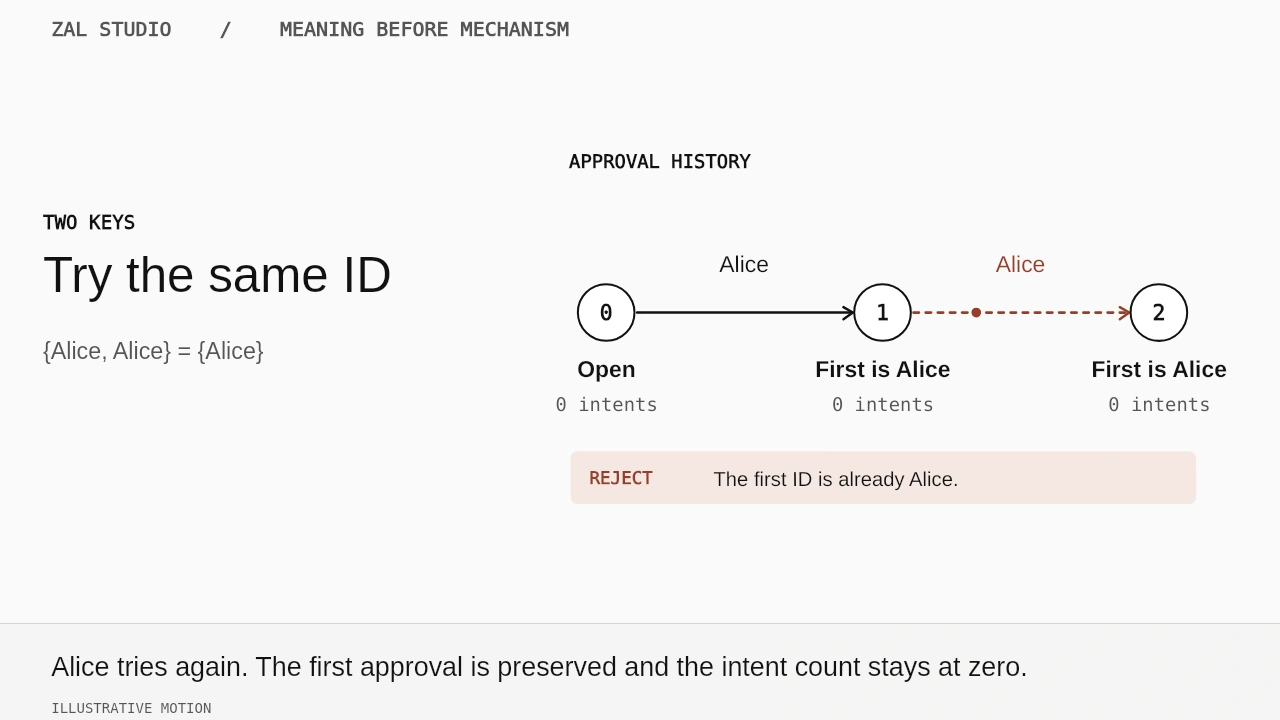 ZAL STUDIO / MEANING BEFORE MECHANISM
TWO KEYS
Try the same ID
{Alice, Alice} = {Alice}
APPROVAL HISTORY
Alice Alice
0 1 2
Open First is Alice First is Alice
0 intents 0 intents 0 intents
REJECT The first ID is already Alice.
Alice tries again. The first approval is preserved and the intent count stays at zero.
ILLUSTRATIVE MOTION